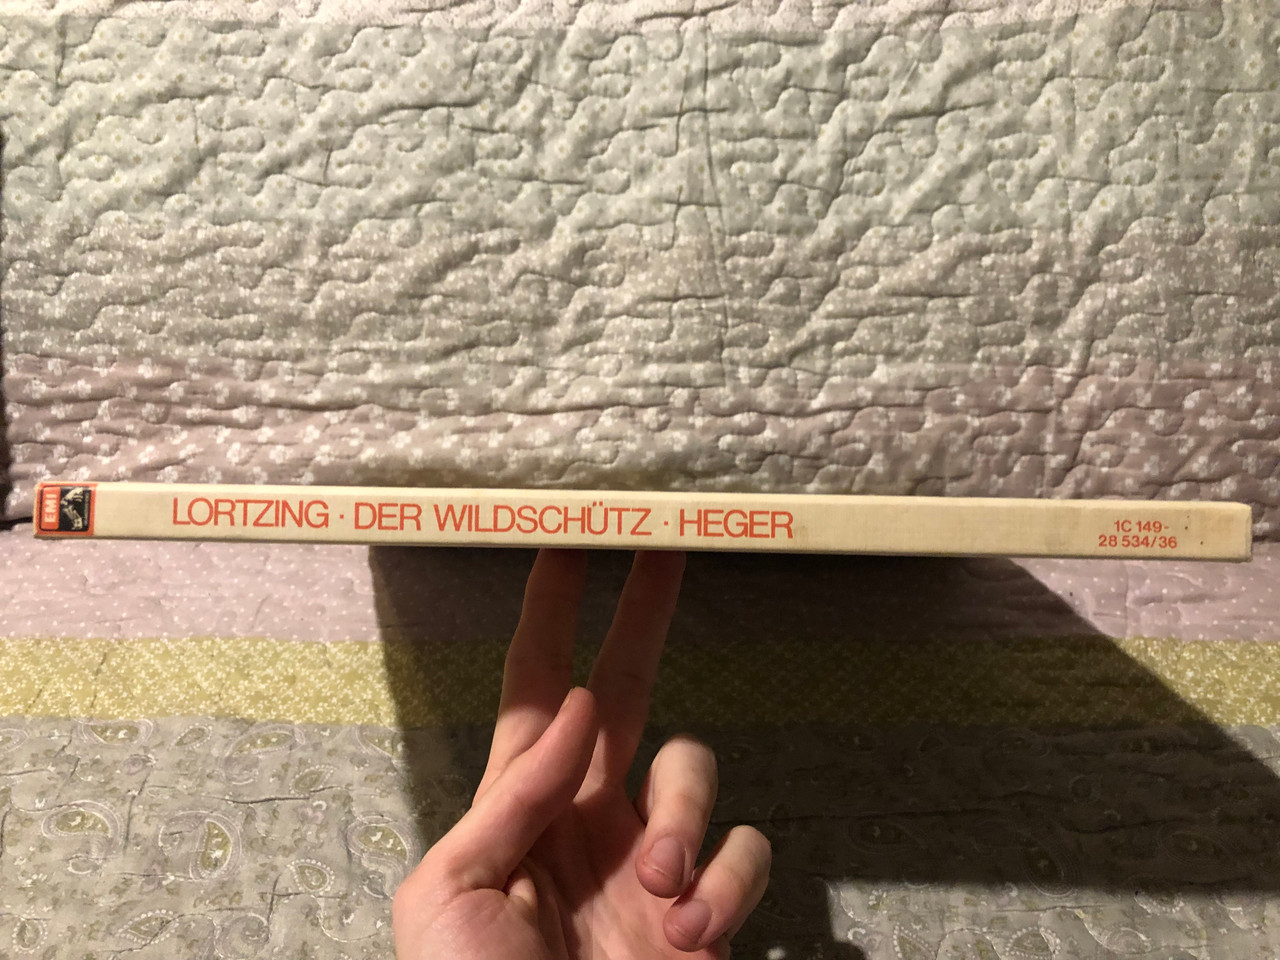 EMI
LORTZING · DER WILDSCHÜTZ · HEGER
1C 149-
28 534/36